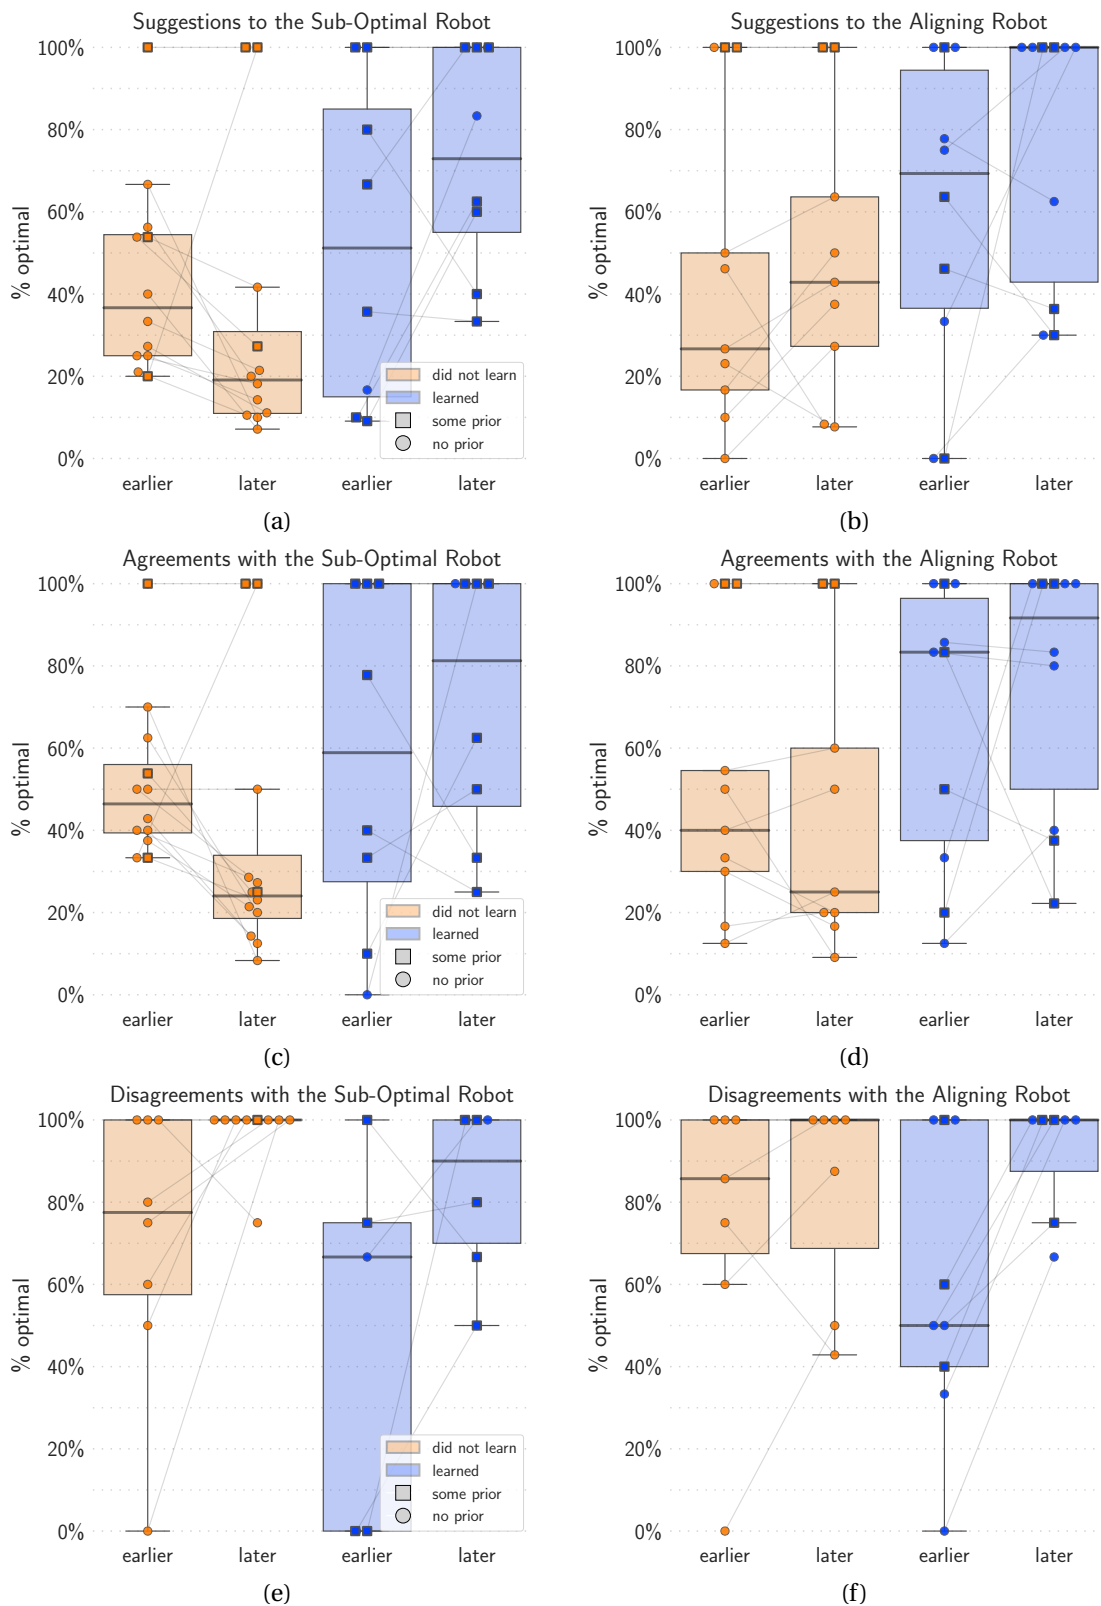 Suggestions to the Sub-Optimal Robot
100%
80%
60%
40%
20%
0%
% optimal
did not learn
learned
some prior
no prior
earlier
later
earlier
later
(a)
Suggestions to the Aligning Robot
100%
80%
60%
40%
20%
0%
% optimal
earlier
later
earlier
later
(b)
Agreements with the Sub-Optimal Robot
100%
80%
60%
40%
20%
0%
% optimal
did not learn
learned
some prior
no prior
earlier
later
earlier
later
(c)
Agreements with the Aligning Robot
100%
80%
60%
40%
20%
0%
% optimal
earlier
later
earlier
later
(d)
Disagreements with the Sub-Optimal Robot
100%
80%
60%
40%
20%
0%
% optimal
did not learn
learned
some prior
no prior
earlier
later
earlier
later
(e)
Disagreements with the Aligning Robot
100%
80%
60%
40%
20%
0%
% optimal
earlier
later
earlier
later
(f)